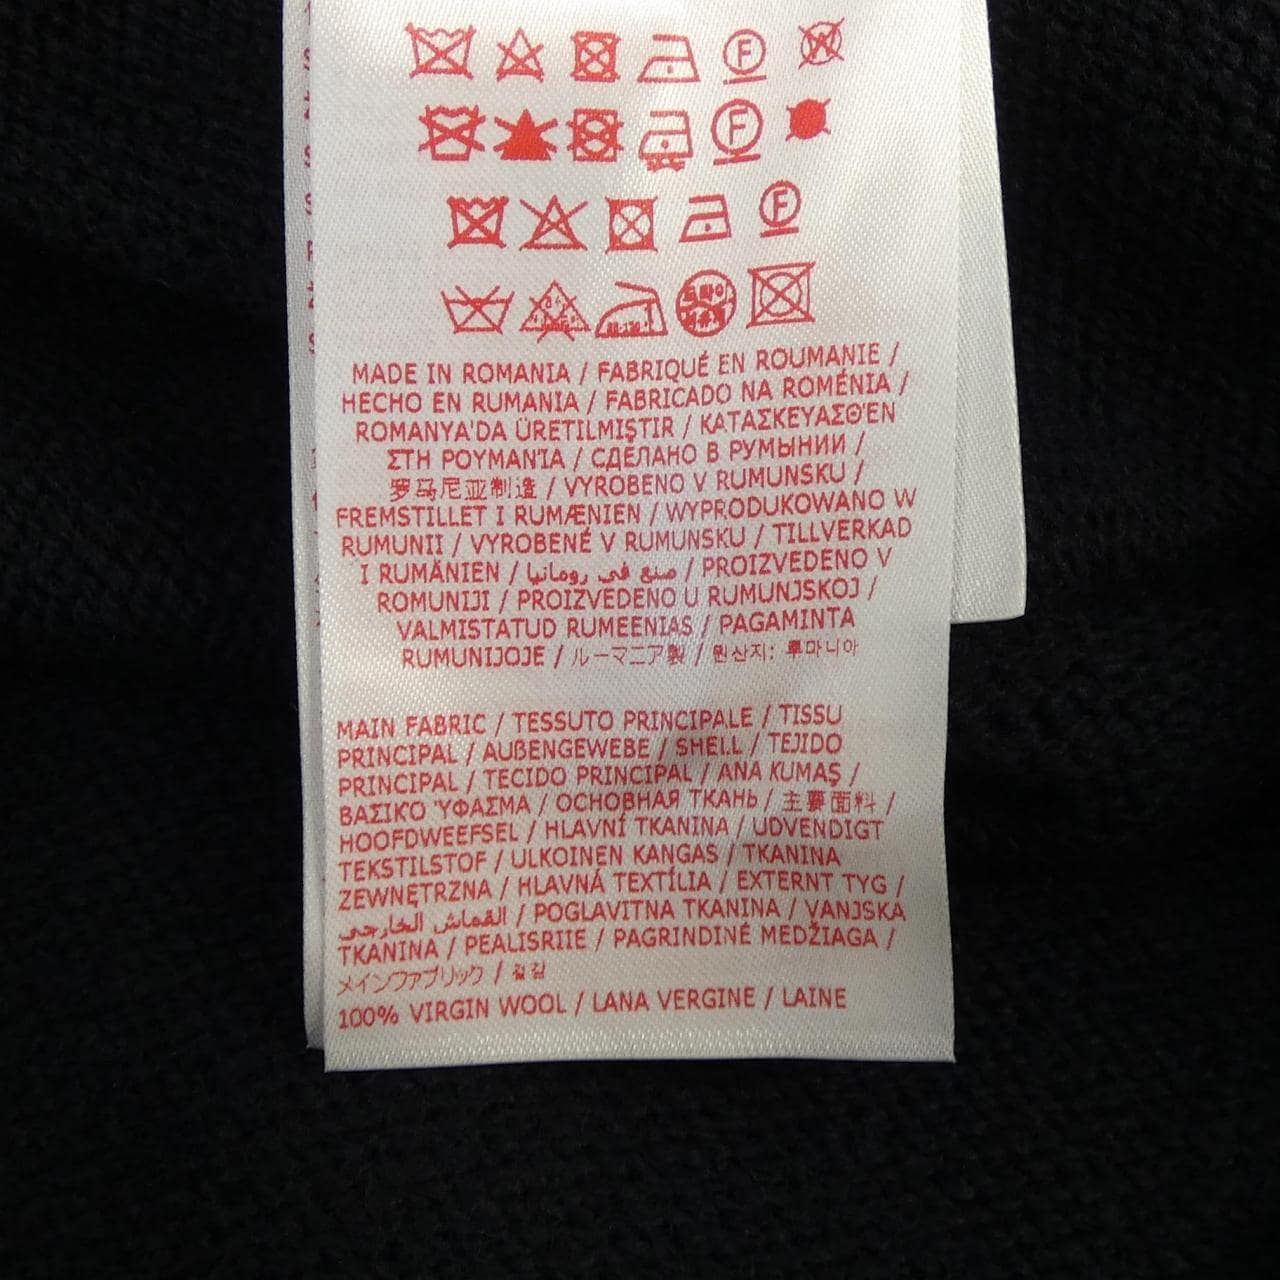 MADE IN ROMANIA / FABRIQUÉ EN ROUMANIE /
HECHO EN RUMANIA / FABRICADO NA ROMÉNIA /
ROMANYA'DA ÜRETILMIŞTIR / ΚΑΤΑΣΚΕΥΑΣΘ'ΕΝ
ΣΤΗ ΡΟΥΜΑΝ'ΙΑ / СДЕЛАНО В РУМЫНИИ /
罗马尼亚制造 / VYROBENO V RUMUNSKU /
FREMSTILLET I RUMÆNIEN / WYPRODUKOWANO W
RUMUNII / VYROBENÉ V RUMUNSKU / TILLVERKAD
I RUMÄNIEN / صنع في رومانيا / PROIZVEDENO V
ROMUNIJI / PROIZVEDENO U RUMUNJSKOJ /
VALMISTATUD RUMEENIAS / PAGAMINTA
RUMUNIJOJE / ルーマニア製 / 원산지: 루마니아
MAIN FABRIC / TESSUTO PRINCIPALE / TISSU
PRINCIPAL / AUßENGEWEBE / SHELL / TEJIDO
PRINCIPAL / TECIDO PRINCIPAL / ANA KUMAŞ /
ΒΑΣΙΚΟ 'ΥΦΑΣΜΑ / ОСНОВНАЯ ТКАНЬ / 主要面料 /
HOOFDWEEFSEL / HLAVNÍ TKANINA / UDVENDIGT
TEKSTILSTOF / ULKOINEN KANGAS / TKANINA
ZEWNĘTRZNA / HLAVNÁ TEXTÍLIA / EXTERNT TYG /
القماش الخارجي / POGLAVITNA TKANINA / VANJSKA
TKANINA / PEALISRIIE / PAGRINDINĖ MEDŽIAGA /
メインファブリック / 겉감
100% VIRGIN WOOL / LANA VERGINE / LAINE